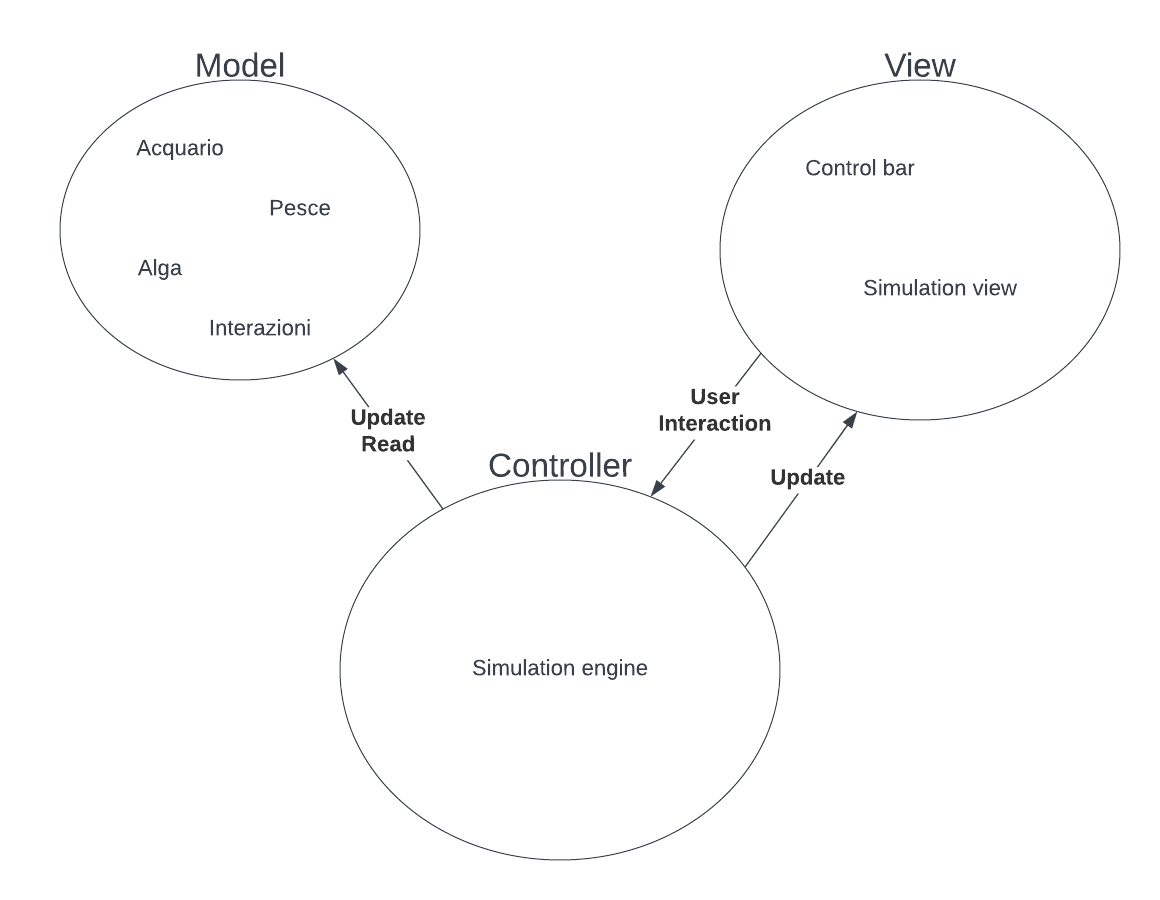 Model
Acquario
Pesce
Alga
Interazioni
View
Control bar
Simulation view
Update
Read
User
Interaction
Update
Controller
Simulation engine